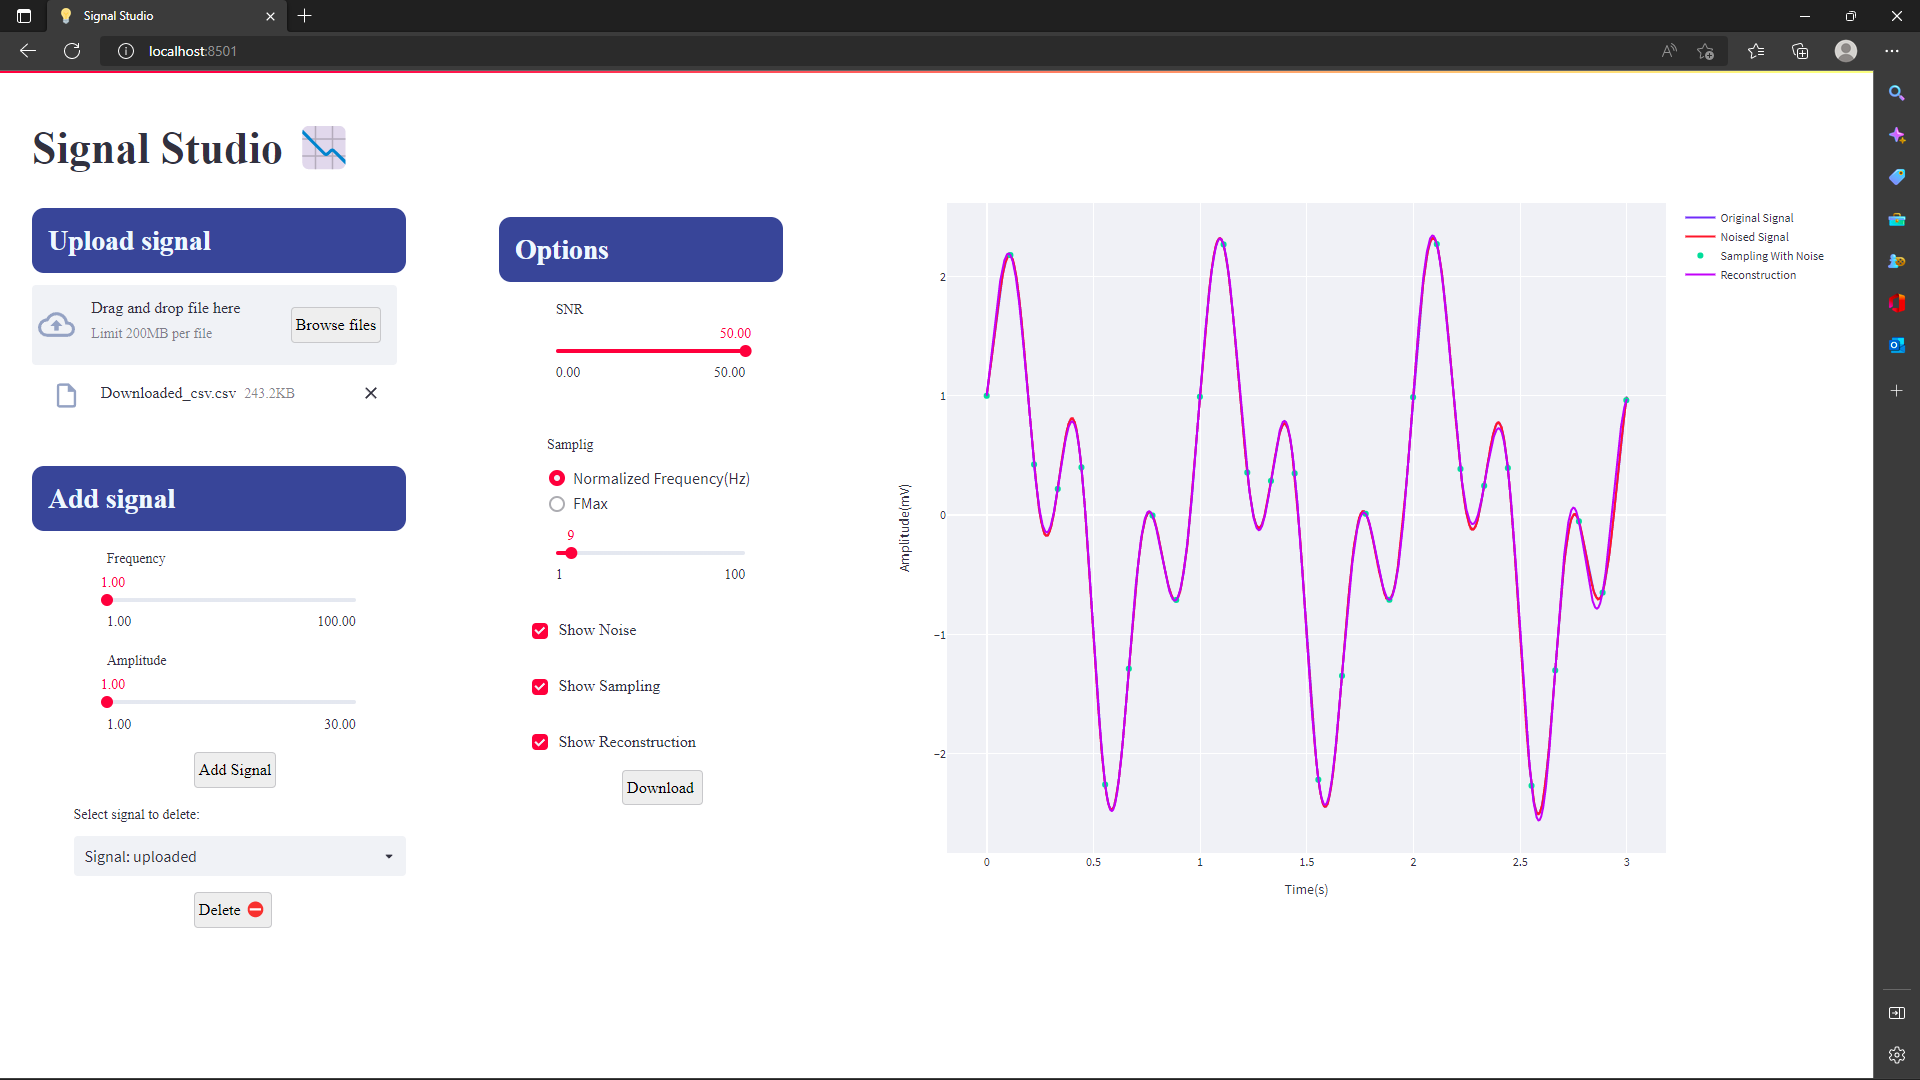 Signal Studio
localhost:8501
Signal Studio
Upload signal
Drag and drop file here
Limit 200MB per file
Browse files
Downloaded_csv.csv 243.2KB
Add signal
Frequency
1.00
1.00 100.00
Amplitude
1.00
1.00 30.00
Add Signal
Select signal to delete:
Signal: uploaded
Delete
Options
SNR
50.00
0.00 50.00
Samplig
Normalized Frequency(Hz)
FMax
9
1 100
Show Noise
Show Sampling
Show Reconstruction
Download
Original Signal
Noised Signal
Sampling With Noise
Reconstruction
Amplitude(mV)
2
1
0
−1
−2
0 0.5 1 1.5 2 2.5 3
Time(s)